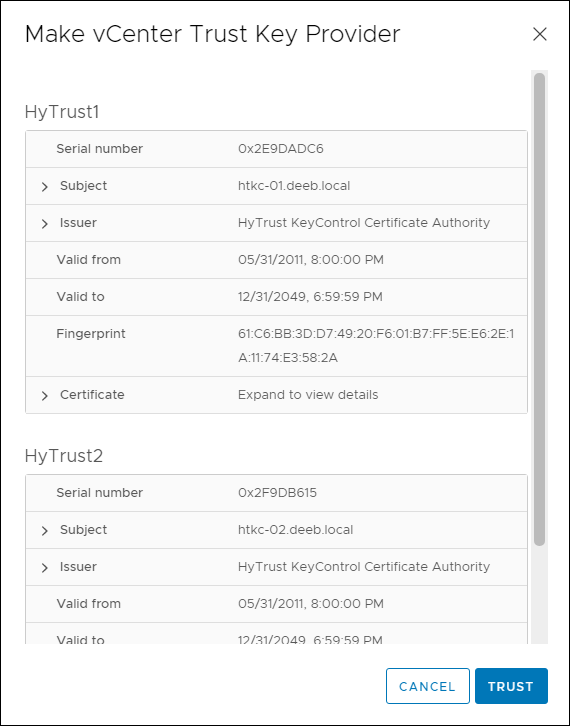 Make vCenter Trust Key Provider
HyTrust1
Serial number 0x2E9DADC6
Subject htkc-01.deeb.local
Issuer HyTrust KeyControl Certificate Authority
Valid from 05/31/2011, 8:00:00 PM
Valid to 12/31/2049, 6:59:59 PM
Fingerprint 61:C6:BB:3D:D7:49:20:F6:01:B7:FF:5E:E6:2E:1
A:11:74:E3:58:2A
Certificate Expand to view details
HyTrust2
Serial number 0x2F9DB615
Subject htkc-02.deeb.local
Issuer HyTrust KeyControl Certificate Authority
Valid from 05/31/2011, 8:00:00 PM
Valid to 12/31/2049, 6:59:59 PM
CANCEL TRUST